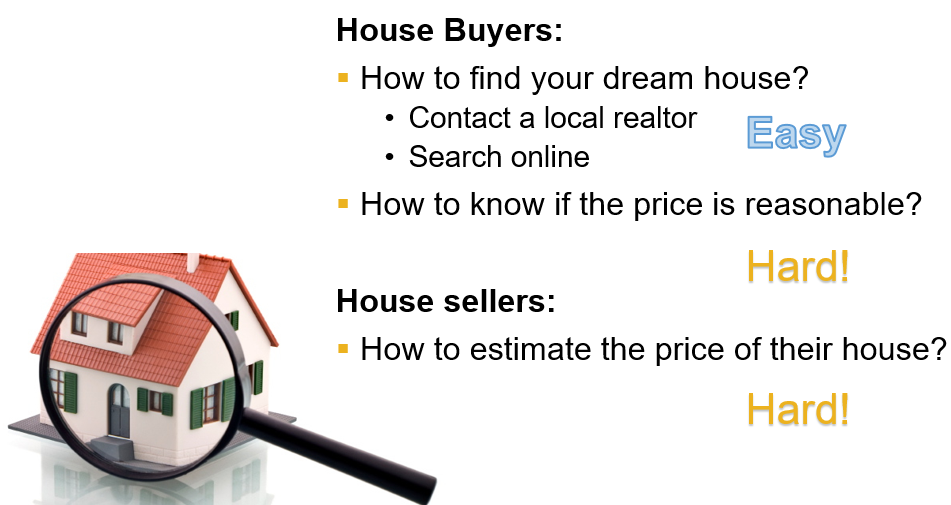 House Buyers:
How to find your dream house?
Contact a local realtor
Easy
Search online
How to know if the price is reasonable?
Hard!
House sellers:
How to estimate the price of their house?
Hard!